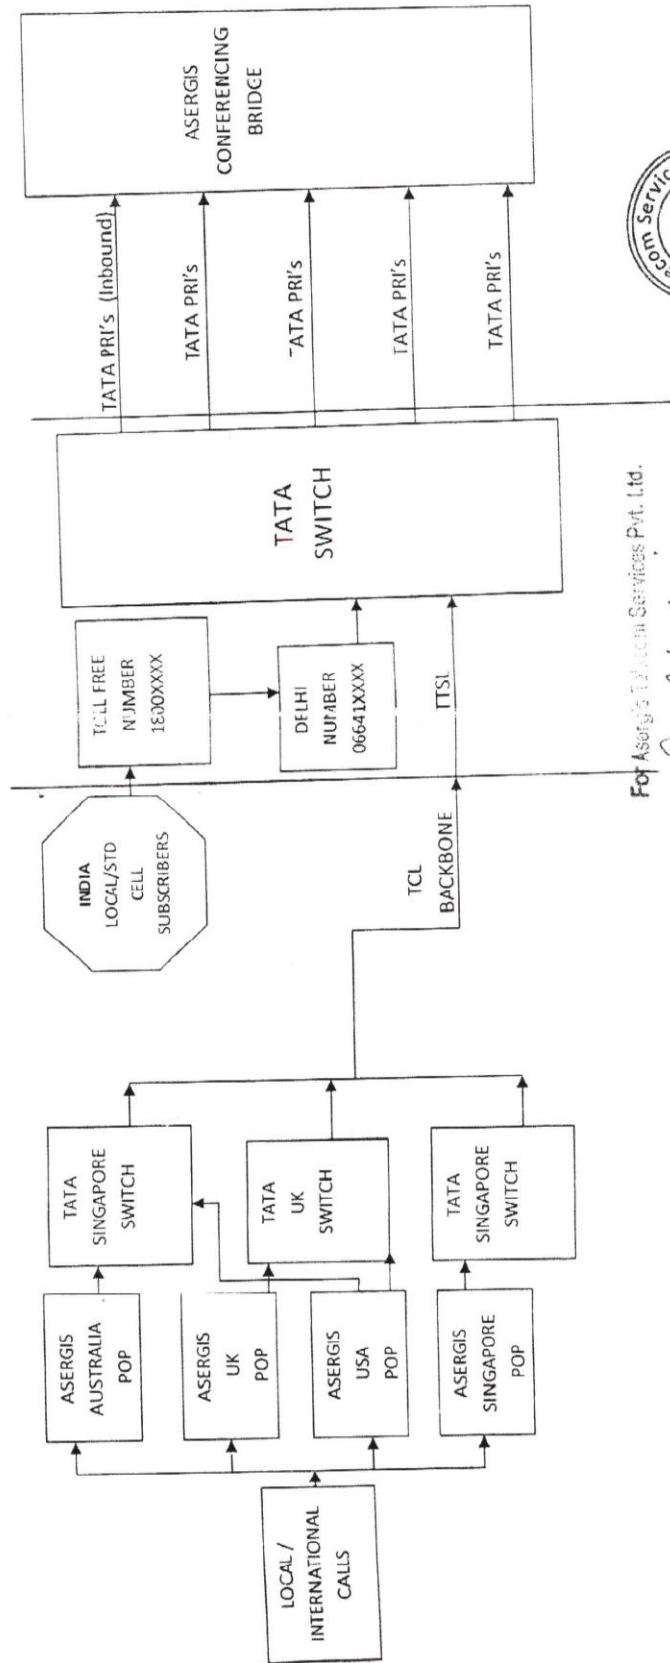 LOCAL /
INTERNATIONAL
CALLS
ASERGIS
AUSTRALIA
POP
ASERGIS
UK
POP
ASERGIS
USA
POP
ASERGIS
SINGAPORE
POP
TATA
SINGAPORE
SWITCH
TATA
UK
SWITCH
TATA
SINGAPORE
SWITCH
TCL
BACKBONE
INDIA
LOCAL/STD
CELL
SUBSCRIBERS
TOLL FREE
NUMBER
1800XXXX
DELHI
NUMBER
06641XXXX
TTSL
TATA
SWITCH
TATA PRI's (Inbound)
TATA PRI's
TATA PRI's
TATA PRI's
TATA PRI's
ASERGIS
CONFERENCING
BRIDGE
For Asergis Telecom Services Pvt. Ltd.
com Servic